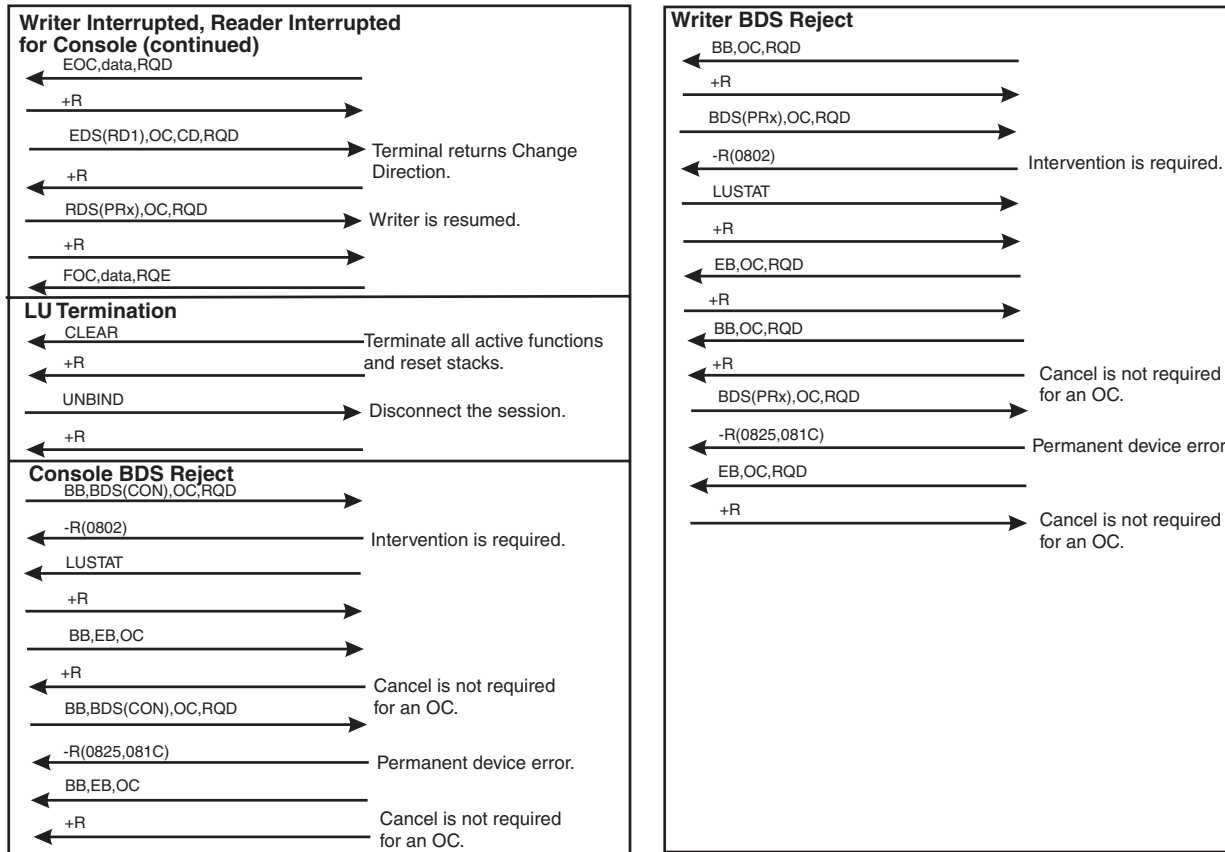 Writer Interrupted, Reader Interrupted
for Console (continued)
EOC,data,RQD
+R
EDS(RD1),OC,CD,RQD
Terminal returns Change
Direction.
+R
RDS(PRx),OC,RQD
Writer is resumed.
+R
FOC,data,RQE
LU Termination
CLEAR
Terminate all active functions
and reset stacks.
+R
UNBIND
Disconnect the session.
+R
Console BDS Reject
BB,BDS(CON),OC,RQD
-R(0802)
Intervention is required.
LUSTAT
+R
BB,EB,OC
+R
Cancel is not required
for an OC.
BB,BDS(CON),OC,RQD
-R(0825,081C)
Permanent device error.
BB,EB,OC
+R
Cancel is not required
for an OC.
Writer BDS Reject
BB,OC,RQD
+R
BDS(PRx),OC,RQD
-R(0802)
Intervention is required.
LUSTAT
+R
EB,OC,RQD
+R
BB,OC,RQD
+R
Cancel is not required
for an OC.
BDS(PRx),OC,RQD
-R(0825,081C)
Permanent device error
EB,OC,RQD
+R
Cancel is not required
for an OC.